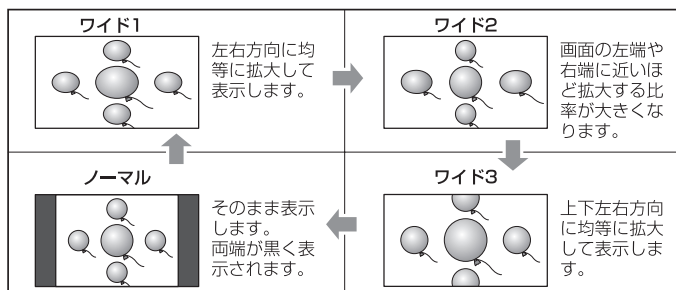 ワイド1
左右方向に均
等に拡大して
表示します。
ワイド2
画面の左端や
右端に近いほ
ど拡大する比
率が大きくな
ります。
ノーマル
そのまま表示
します。
両端が黒く表
示されます。
ワイド3
上下左右方向
に均等に拡大
して表示しま
す。